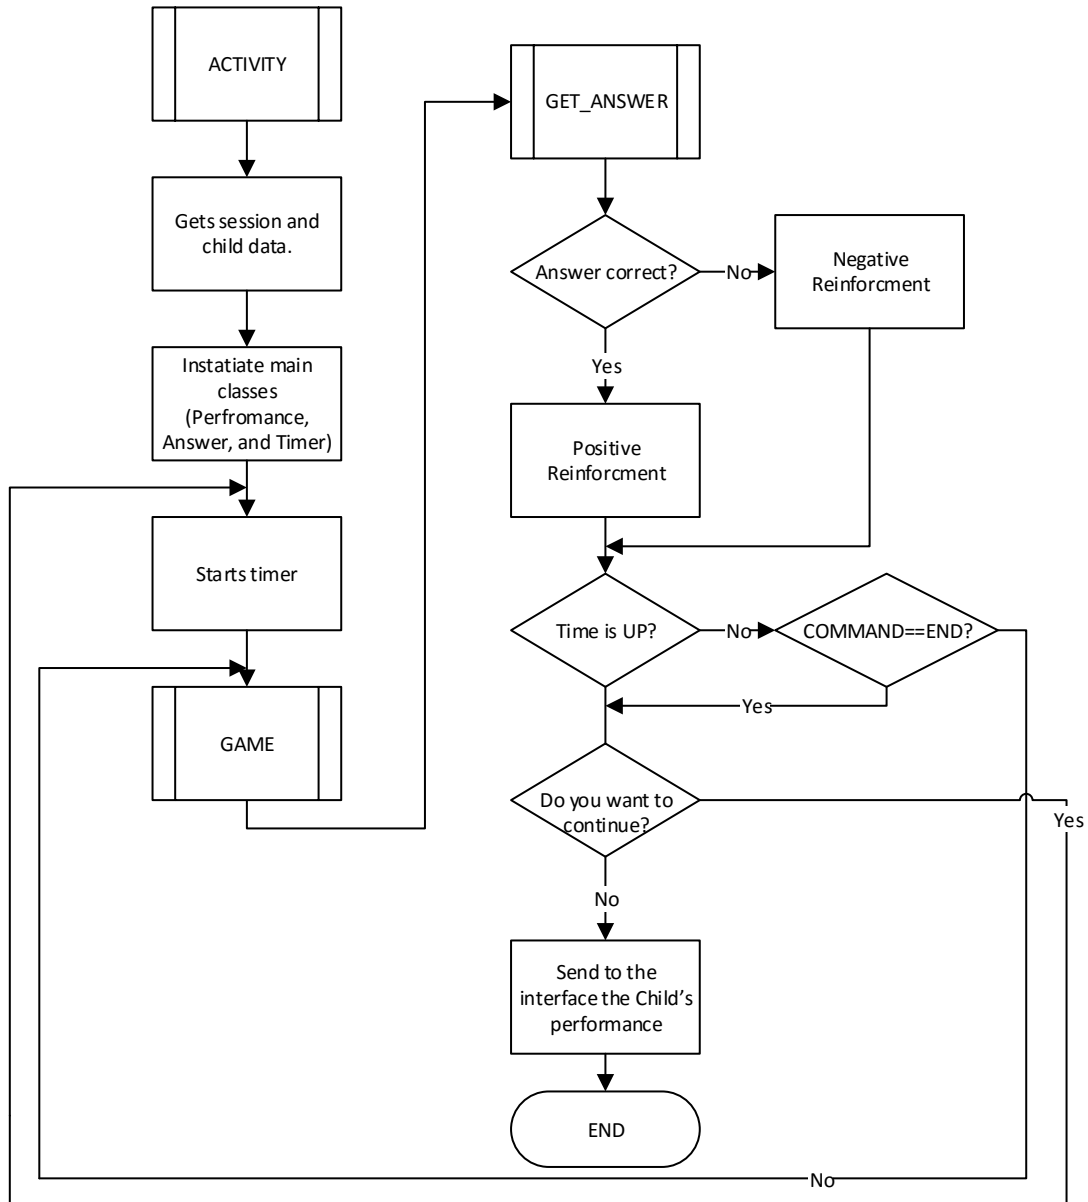 ACTIVITY
Gets session and
child data.
Instatiate main
classes
(Perfromance,
Answer, and Timer)
Starts timer
GAME
GET_ANSWER
Answer correct?
No
Negative
Reinforcment
Yes
Positive
Reinforcment
Time is UP?
No
COMMAND==END?
Yes
Do you want to
continue?
Yes
No
Send to the
interface the Child’s
performance
END
No